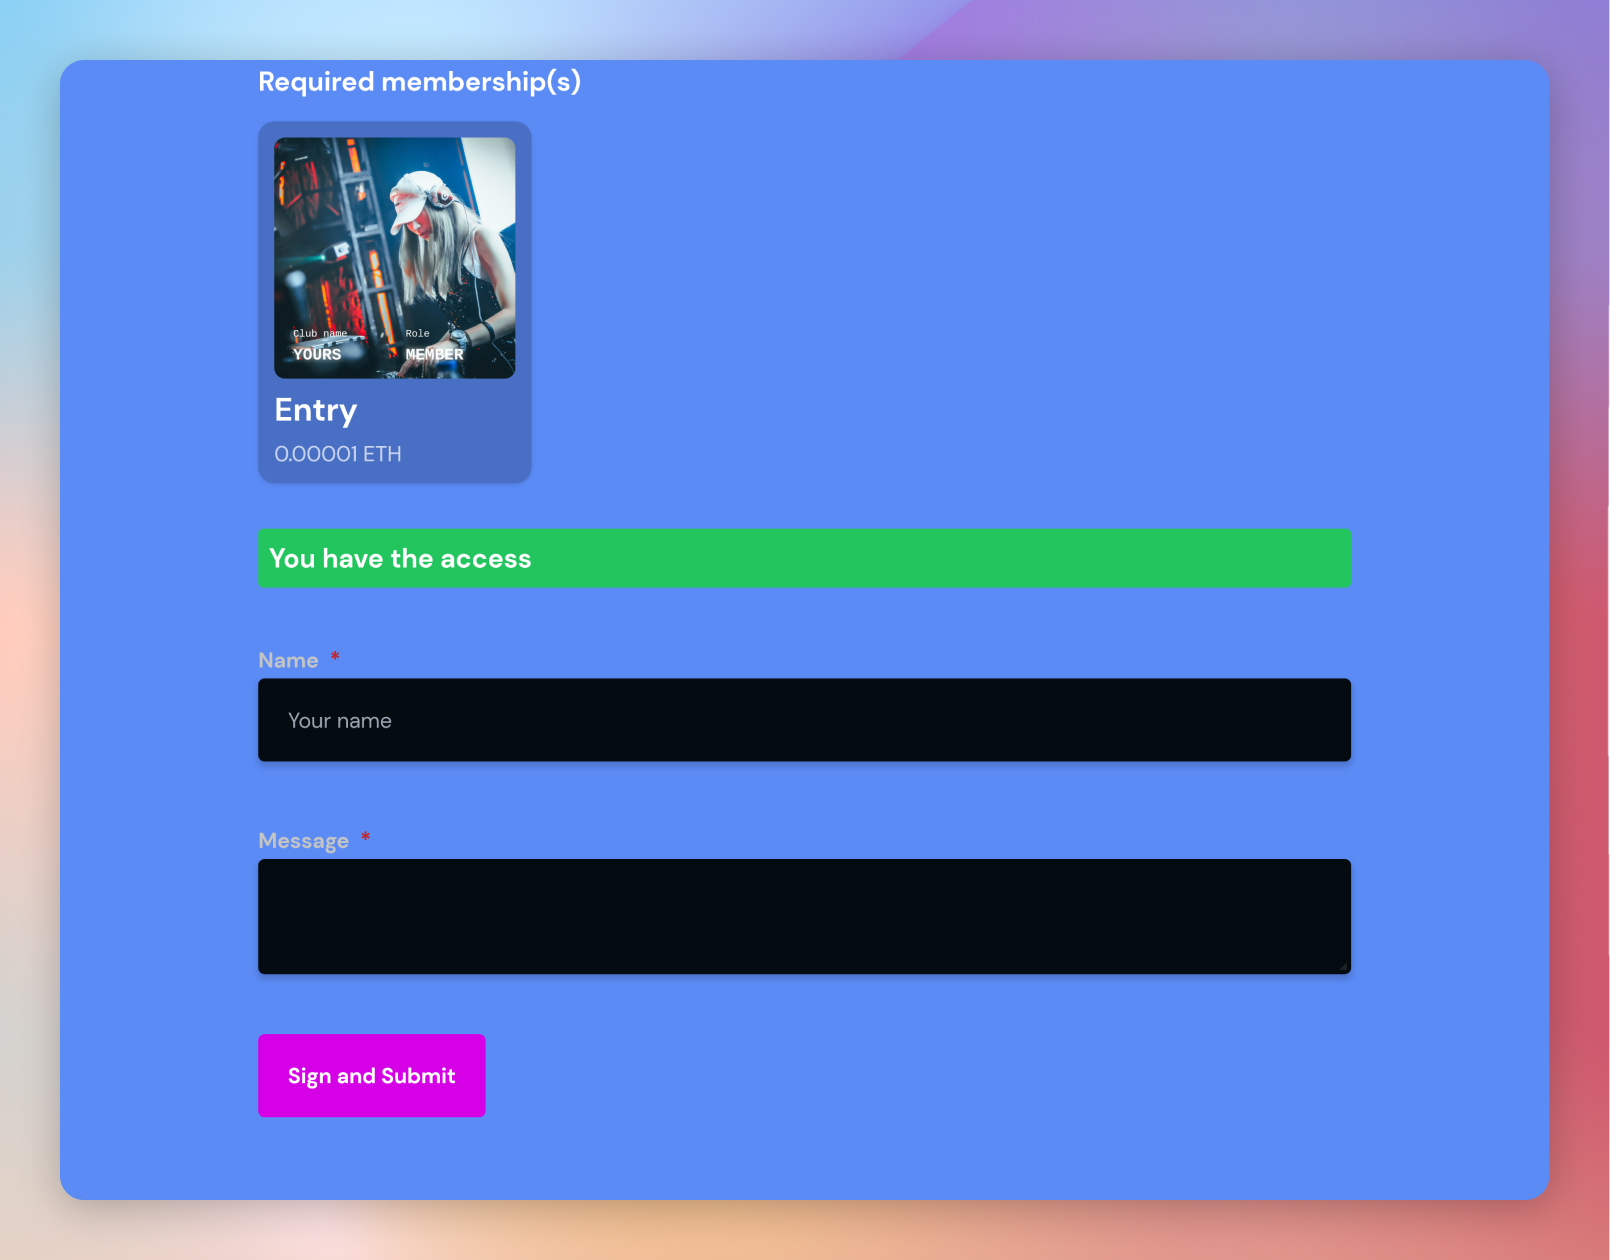 Required membership(s)
Club name Role
YOURS MEMBER
Entry
0.00001 ETH
You have the access
Name *
Your name
Message *
Sign and Submit